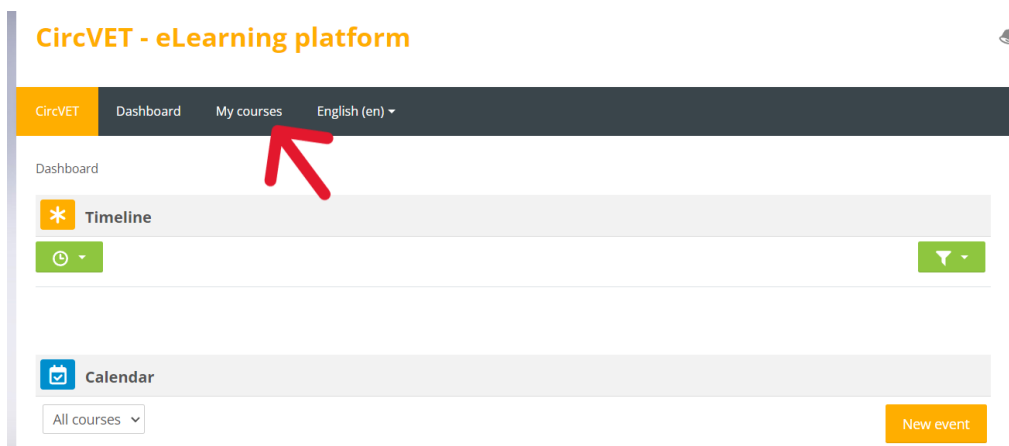 CircVET - eLearning platform
CircVET Dashboard My courses English (en)
Dashboard
Timeline
Calendar
All courses
New event